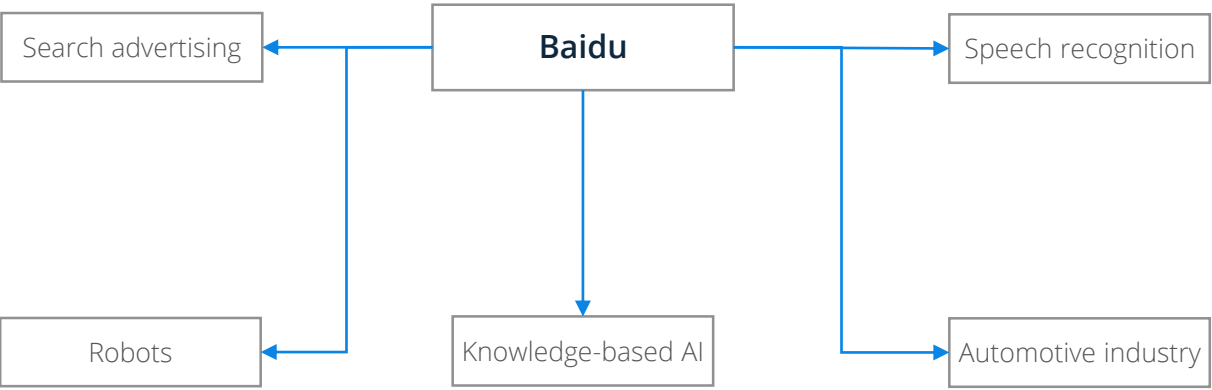 Search advertising
Baidu
Speech recognition
Robots
Knowledge-based AI
Automotive industry